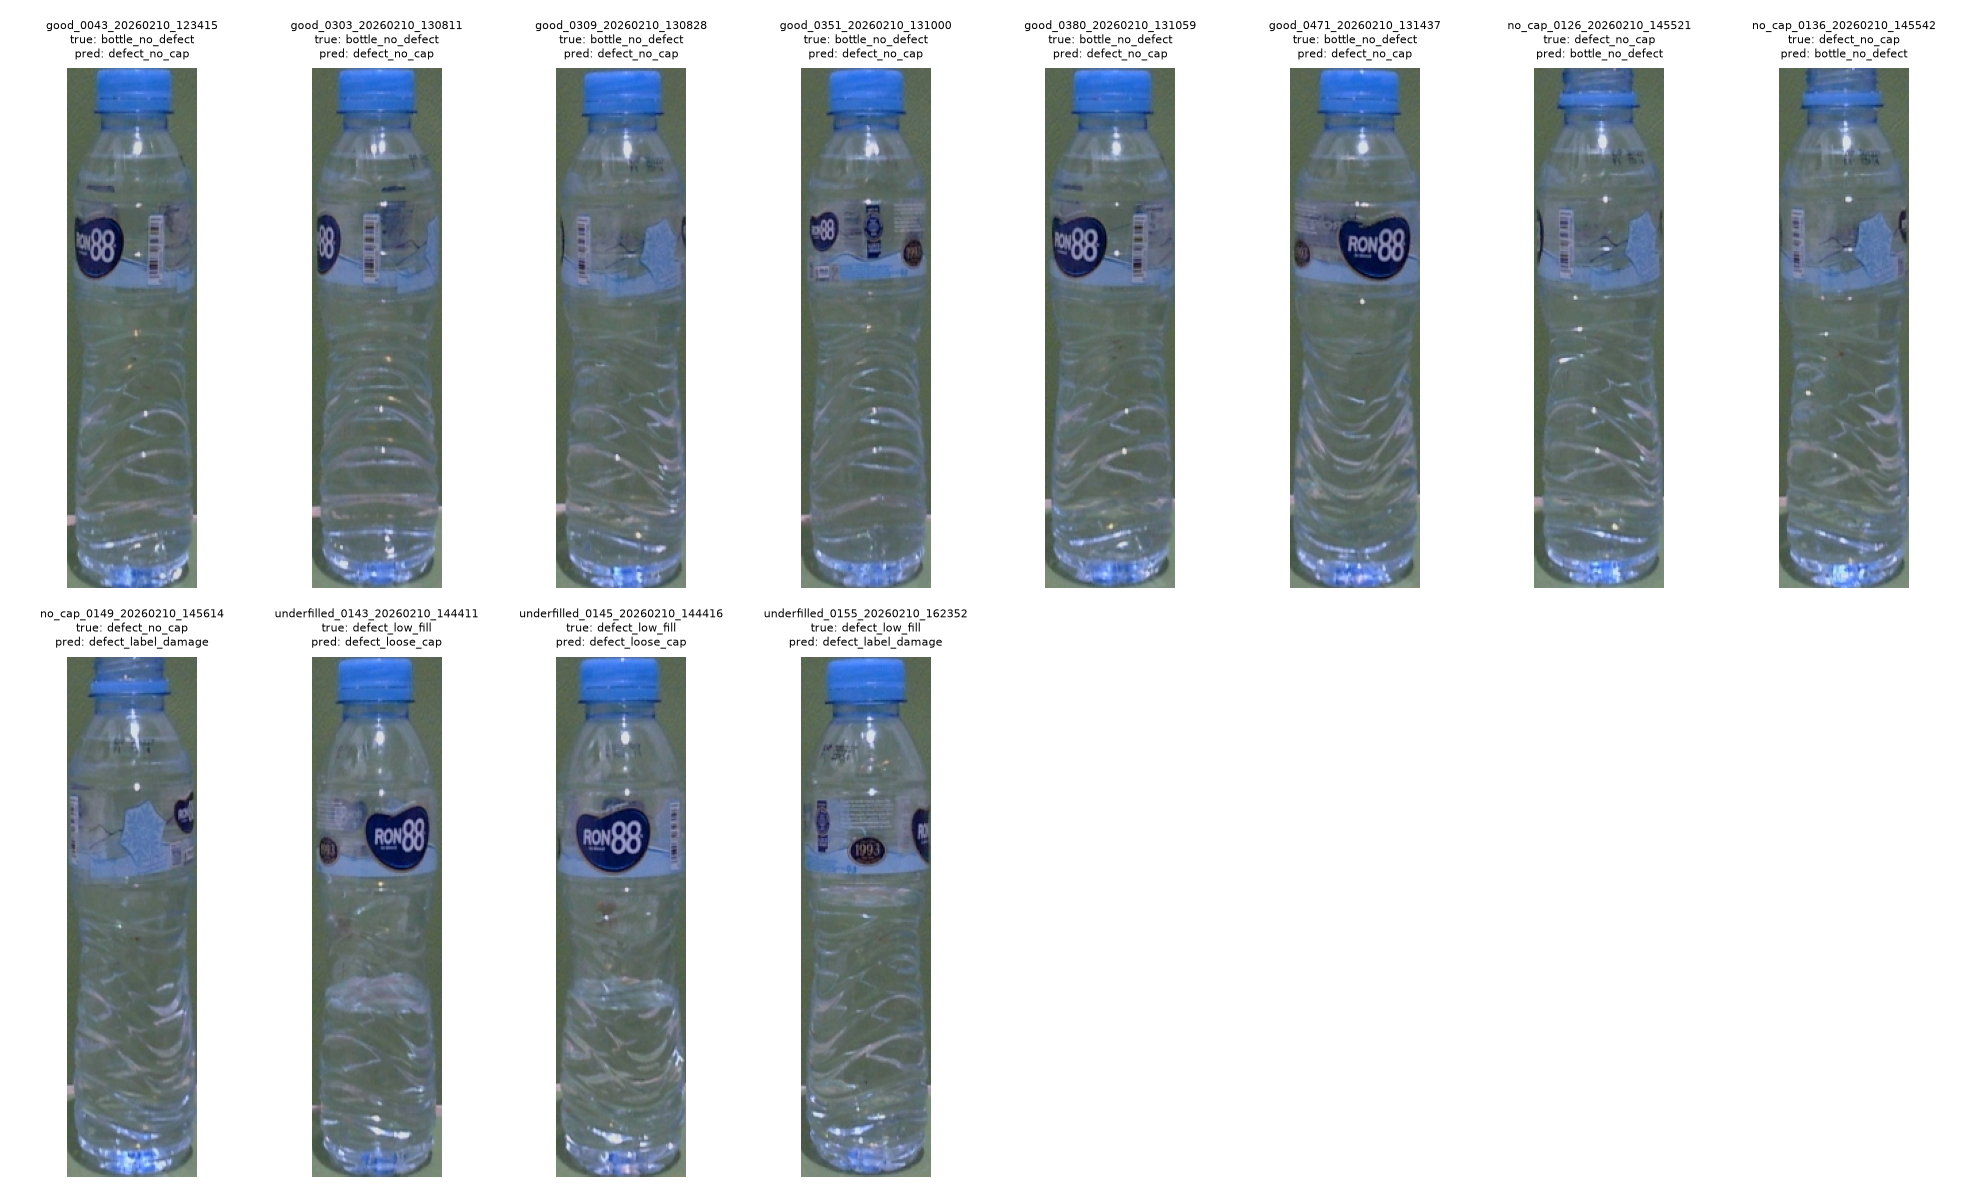 good_0043_20260210_123415
true: bottle_no_defect
pred: defect_no_cap
good_0303_20260210_130811
true: bottle_no_defect
pred: defect_no_cap
good_0309_20260210_130828
true: bottle_no_defect
pred: defect_no_cap
good_0351_20260210_131000
true: bottle_no_defect
pred: defect_no_cap
good_0380_20260210_131059
true: bottle_no_defect
pred: defect_no_cap
good_0471_20260210_131437
true: bottle_no_defect
pred: defect_no_cap
no_cap_0126_20260210_145521
true: defect_no_cap
pred: bottle_no_defect
no_cap_0136_20260210_145542
true: defect_no_cap
pred: bottle_no_defect
RON88
88
RON88
1993
RON88
1993
RON88
no_cap_0149_20260210_145614
true: defect_no_cap
pred: defect_label_damage
underfilled_0143_20260210_144411
true: defect_low_fill
pred: defect_loose_cap
underfilled_0145_20260210_144416
true: defect_low_fill
pred: defect_loose_cap
underfilled_0155_20260210_162352
true: defect_low_fill
pred: defect_label_damage
RON88
RON88
1993